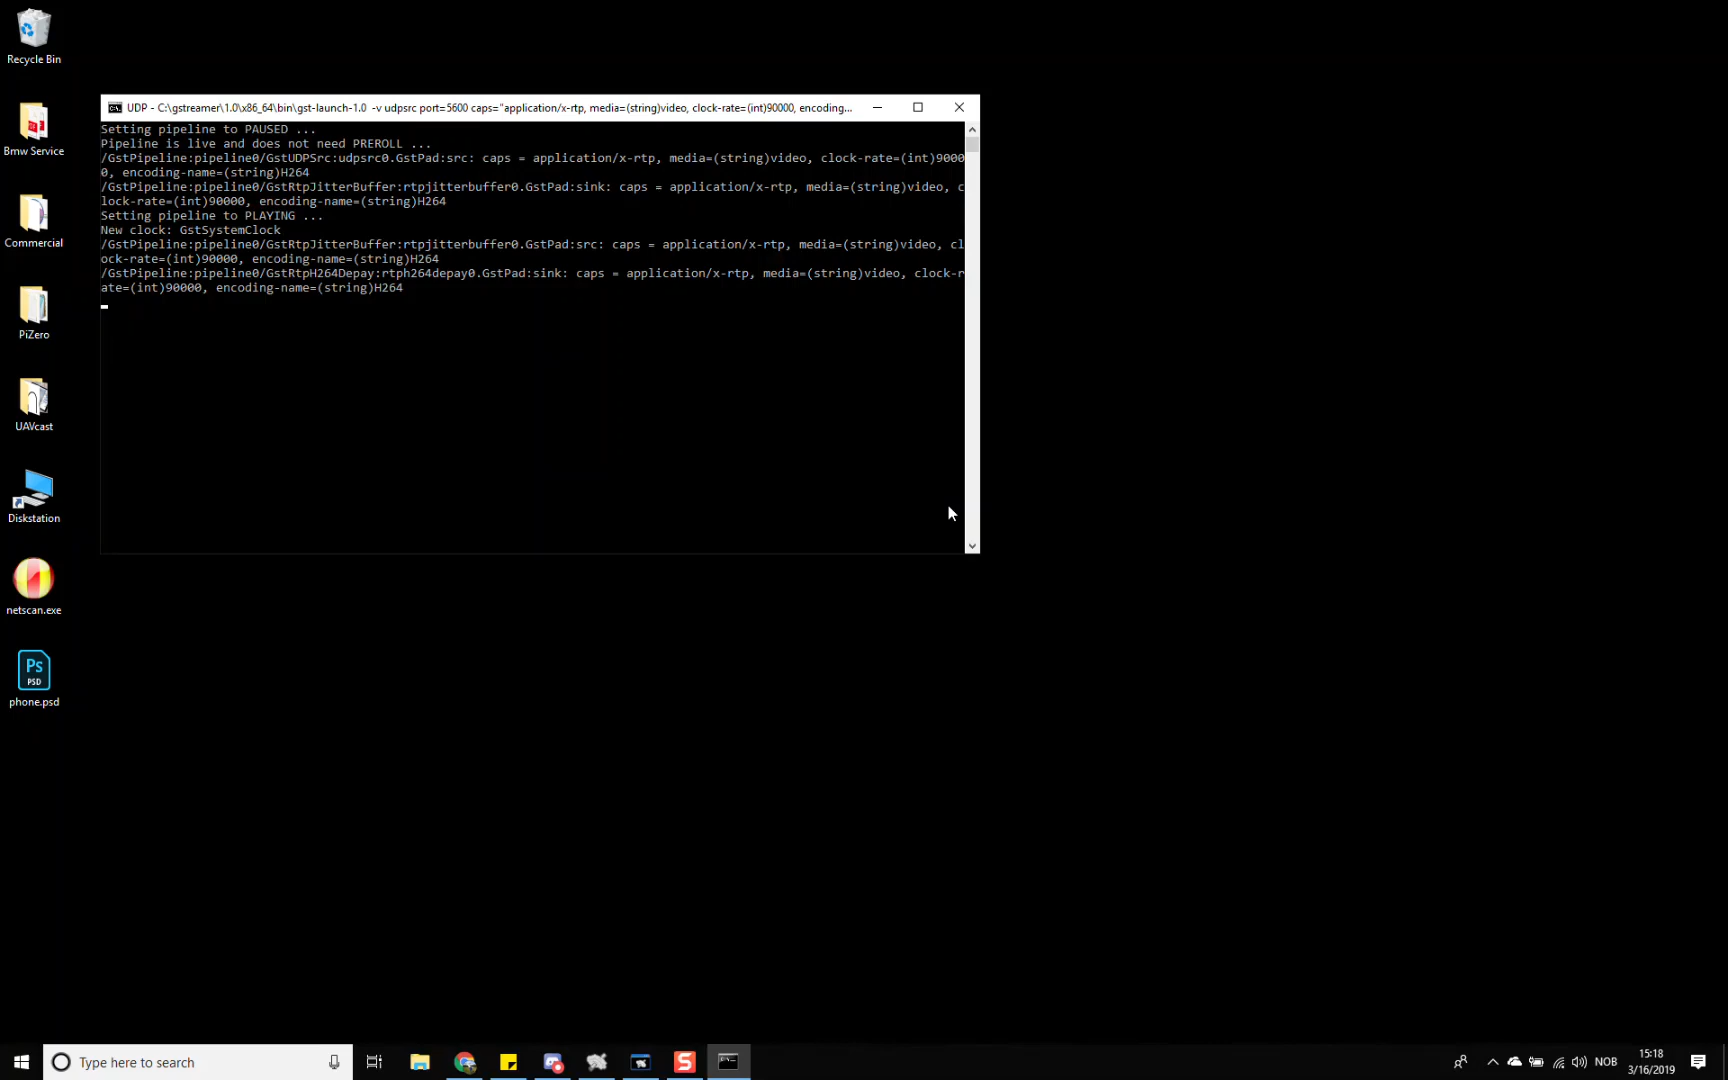 Recycle Bin
Bmw Service
Commercial
PiZero
UAVcast
Diskstation
netscan.exe
Ps
PSD
phone.psd
UDP - C:\gstreamer\1.0\x86_64\bin\gst-launch-1.0 -v udpsrc port=5600 caps="application/x-rtp, media=(string)video, clock-rate=(int)90000, encoding...
Setting pipeline to PAUSED ...
Pipeline is live and does not need PREROLL ...
/GstPipeline:pipeline0/GstUDPSrc:udpsrc0.GstPad:src: caps = application/x-rtp, media=(string)video, clock-rate=(int)9000
0, encoding-name=(string)H264
/GstPipeline:pipeline0/GstRtpJitterBuffer:rtpjitterbuffer0.GstPad:sink: caps = application/x-rtp, media=(string)video, c
lock-rate=(int)90000, encoding-name=(string)H264
Setting pipeline to PLAYING ...
New clock: GstSystemClock
/GstPipeline:pipeline0/GstRtpJitterBuffer:rtpjitterbuffer0.GstPad:src: caps = application/x-rtp, media=(string)video, cl
ock-rate=(int)90000, encoding-name=(string)H264
/GstPipeline:pipeline0/GstRtpH264Depay:rtph264depay0.GstPad:sink: caps = application/x-rtp, media=(string)video, clock-r
ate=(int)90000, encoding-name=(string)H264
Type here to search
S
NOB
15:18
3/16/2019